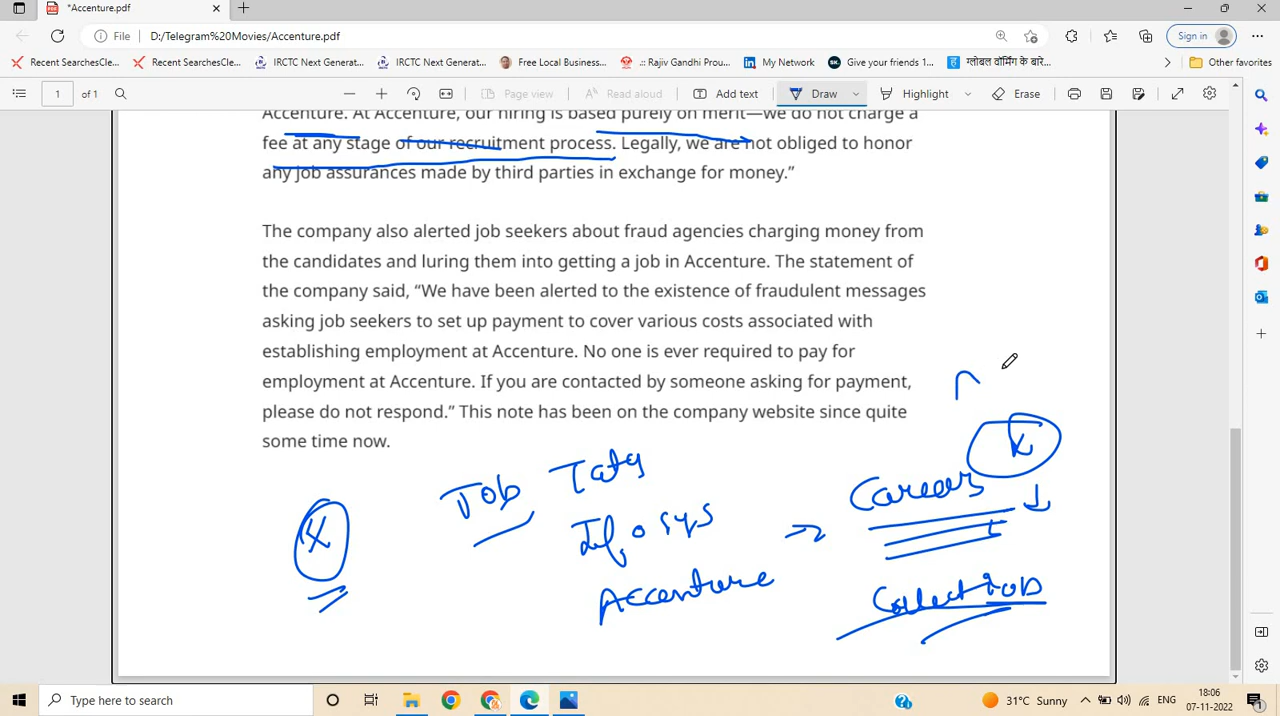 *Accenture.pdf
File D:/Telegram%20Movies/Accenture.pdf Sign in
Recent SearchesCle... Recent SearchesCle... IRCTC Next Generat... IRCTC Next Generat... Free Local Business... .:: Rajiv Gandhi Prou... My Network Give your friends 1... ग्लोबल वॉर्मिंग के बारे... Other favorites
1 of 1 Page view Read aloud Add text Draw Highlight Erase
Accenture. At Accenture, our hiring is based purely on merit—we do not charge a
fee at any stage of our recruitment process. Legally, we are not obliged to honor
any job assurances made by third parties in exchange for money.”
The company also alerted job seekers about fraud agencies charging money from
the candidates and luring them into getting a job in Accenture. The statement of
the company said, “We have been alerted to the existence of fraudulent messages
asking job seekers to set up payment to cover various costs associated with
establishing employment at Accenture. No one is ever required to pay for
employment at Accenture. If you are contacted by someone asking for payment,
please do not respond.” This note has been on the company website since quite
some time now.
Job Tata
Infosys
Accenture
Career
Type here to search 31°C Sunny ENG 18:06
07-11-2022